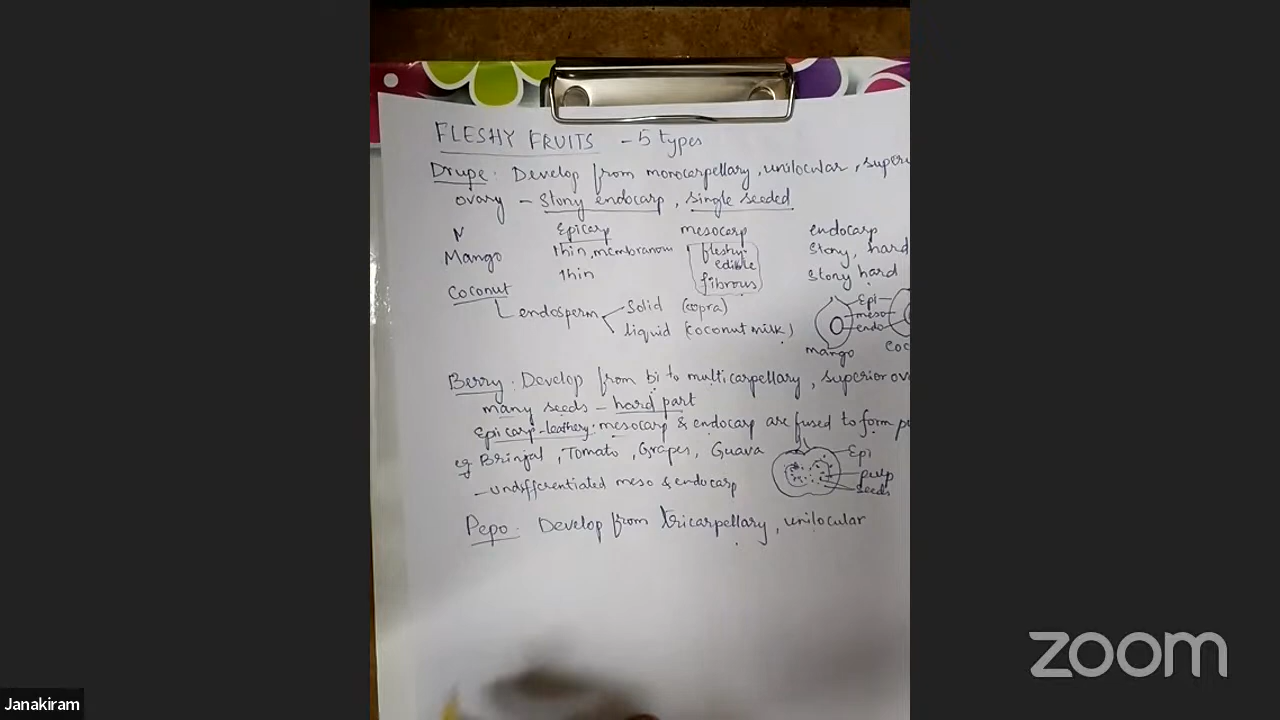 FLESHY FRUITS - 5 types
Drupe: Develop from monocarpellary, unilocular, superi
ovary - Stony endocarp, single seeded
N Epicarp mesocarp endocarp
Mango thin, membranous fleshy edible Stony, hard
Coconut thin fibrous Stony hard
endosperm Solid (copra)
liquid (coconut milk)
Epi
meso
endo
mango coc
Berry: Develop from bi to multicarpellary, superior ov
many seeds - hard part
Epicarp - leathery. mesocarp & endocarp are fused to form p
eg Brinjal, Tomato, Grapes, Guava
- undifferentiated meso & endocarp
Epi
pulp
seeds
Pepo: Develop from tricarpellary, unilocular
zoom
Janakiram